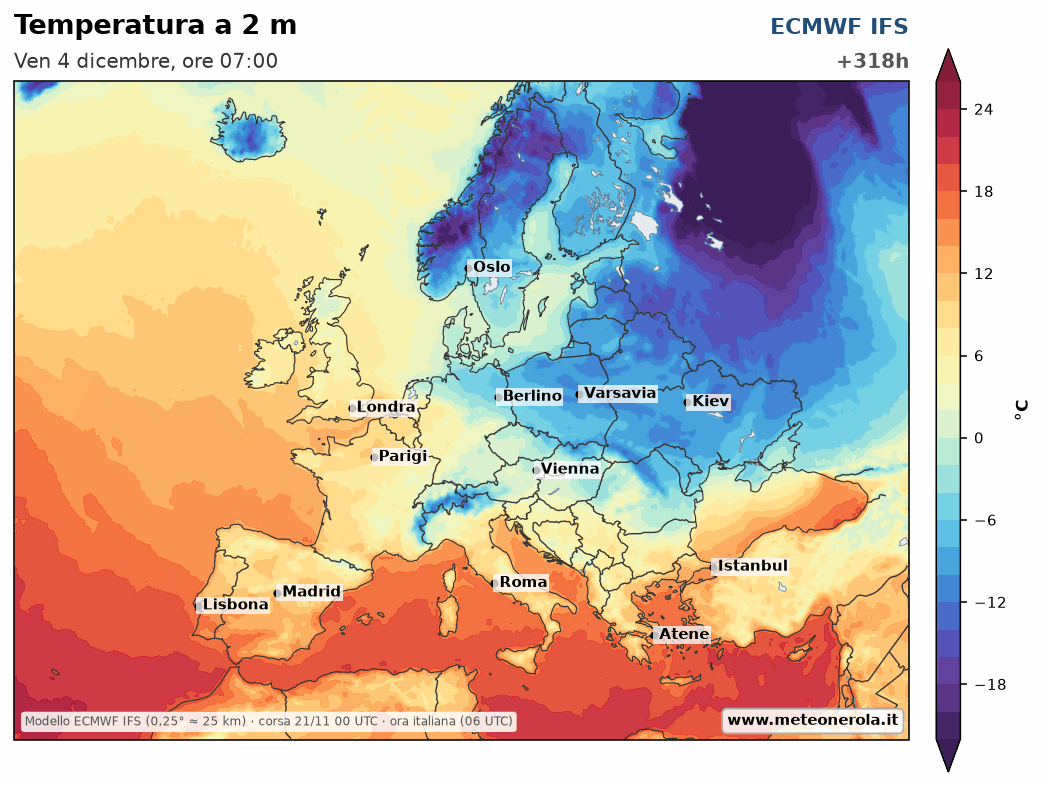 Temperatura a 2 m
ECMWF IFS
Ven 4 dicembre, ore 07:00
+318h
Oslo
Londra
Berlino
Varsavia
Kiev
Parigi
Vienna
Istanbul
Roma
Madrid
Lisbona
Atene
Modello ECMWF IFS (0,25° ≈ 25 km) · corsa 21/11 00 UTC · ora italiana (06 UTC)
www.meteonerola.it
24
18
12
6
0
−6
−12
−18
°C